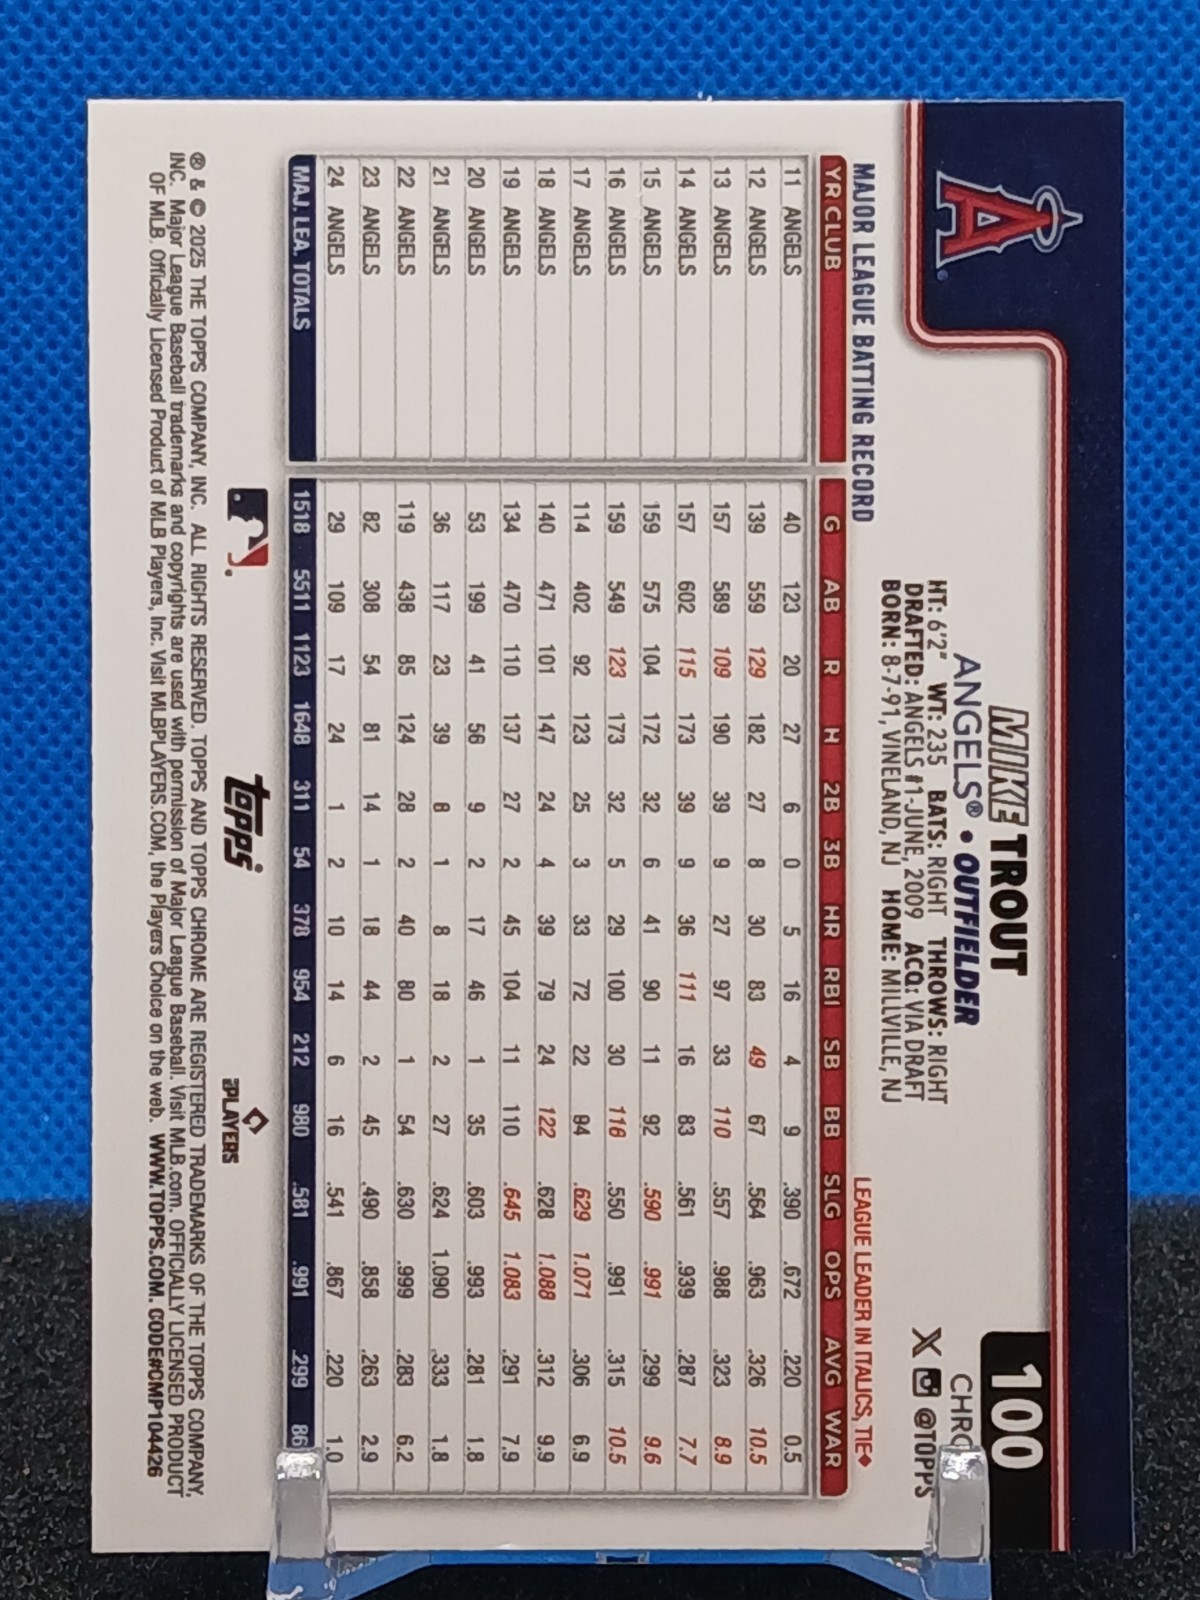 A
100
CHRO
MIKE TROUT
ANGELS® • OUTFIELDER
HT: 6'2" WT: 235 BATS: RIGHT THROWS: RIGHT
DRAFTED: ANGELS #1-JUNE, 2009 ACQ: VIA DRAFT
BORN: 8-7-91, VINELAND, NJ HOME: MILLVILLE, NJ
X @TOPPS
MAJOR LEAGUE BATTING RECORD LEAGUE LEADER IN ITALICS, TIE◆
YR CLUB G AB R H 2B 3B HR RBI SB BB SLG OPS AVG WAR
11 ANGELS 40 123 20 27 6 0 5 16 4 9 .390 .672 .220 0.5
12 ANGELS 139 559 129 182 27 8 30 83 49 67 .564 .963 .326 10.5
13 ANGELS 157 589 109 190 39 9 27 97 33 110 .557 .988 .323 8.9
14 ANGELS 157 602 115 173 39 9 36 111 16 83 .561 .939 .287 7.7
15 ANGELS 159 575 104 172 32 6 41 90 11 92 .590 .991 .299 9.6
16 ANGELS 159 549 123 173 32 5 29 100 30 116 .550 .991 .315 10.5
17 ANGELS 114 402 92 123 25 3 33 72 22 94 .629 1.071 .306 6.9
18 ANGELS 140 471 101 147 24 4 39 79 24 122 .628 1.088 .312 9.9
19 ANGELS 134 470 110 137 27 2 45 104 11 110 .645 1.083 .291 7.9
20 ANGELS 53 199 41 56 9 2 17 46 1 35 .603 .993 .281 1.8
21 ANGELS 36 117 23 39 8 1 8 18 2 27 .624 1.090 .333 1.8
22 ANGELS 119 438 85 124 28 2 40 80 1 54 .630 .999 .283 6.2
23 ANGELS 82 308 54 81 14 1 18 44 2 45 .490 .858 .263 2.9
24 ANGELS 29 109 17 24 1 2 10 14 6 16 .541 .867 .220 1.0
MAJ. LEA. TOTALS 1518 5511 1123 1648 311 54 378 954 212 980 .581 .991 .299 86
topps PLAYERS
® & © 2025 THE TOPPS COMPANY, INC. ALL RIGHTS RESERVED. TOPPS AND TOPPS CHROME ARE REGISTERED TRADEMARKS OF THE TOPPS COMPANY,
INC. Major League Baseball trademarks and copyrights are used with permission of Major League Baseball. Visit MLB.com. OFFICIALLY LICENSED PRODUCT
OF MLB. Officially Licensed Product of MLB Players, Inc. Visit MLBPLAYERS.COM, the Players Choice on the web. WWW.TOPPS.COM. CODE#CMP104426